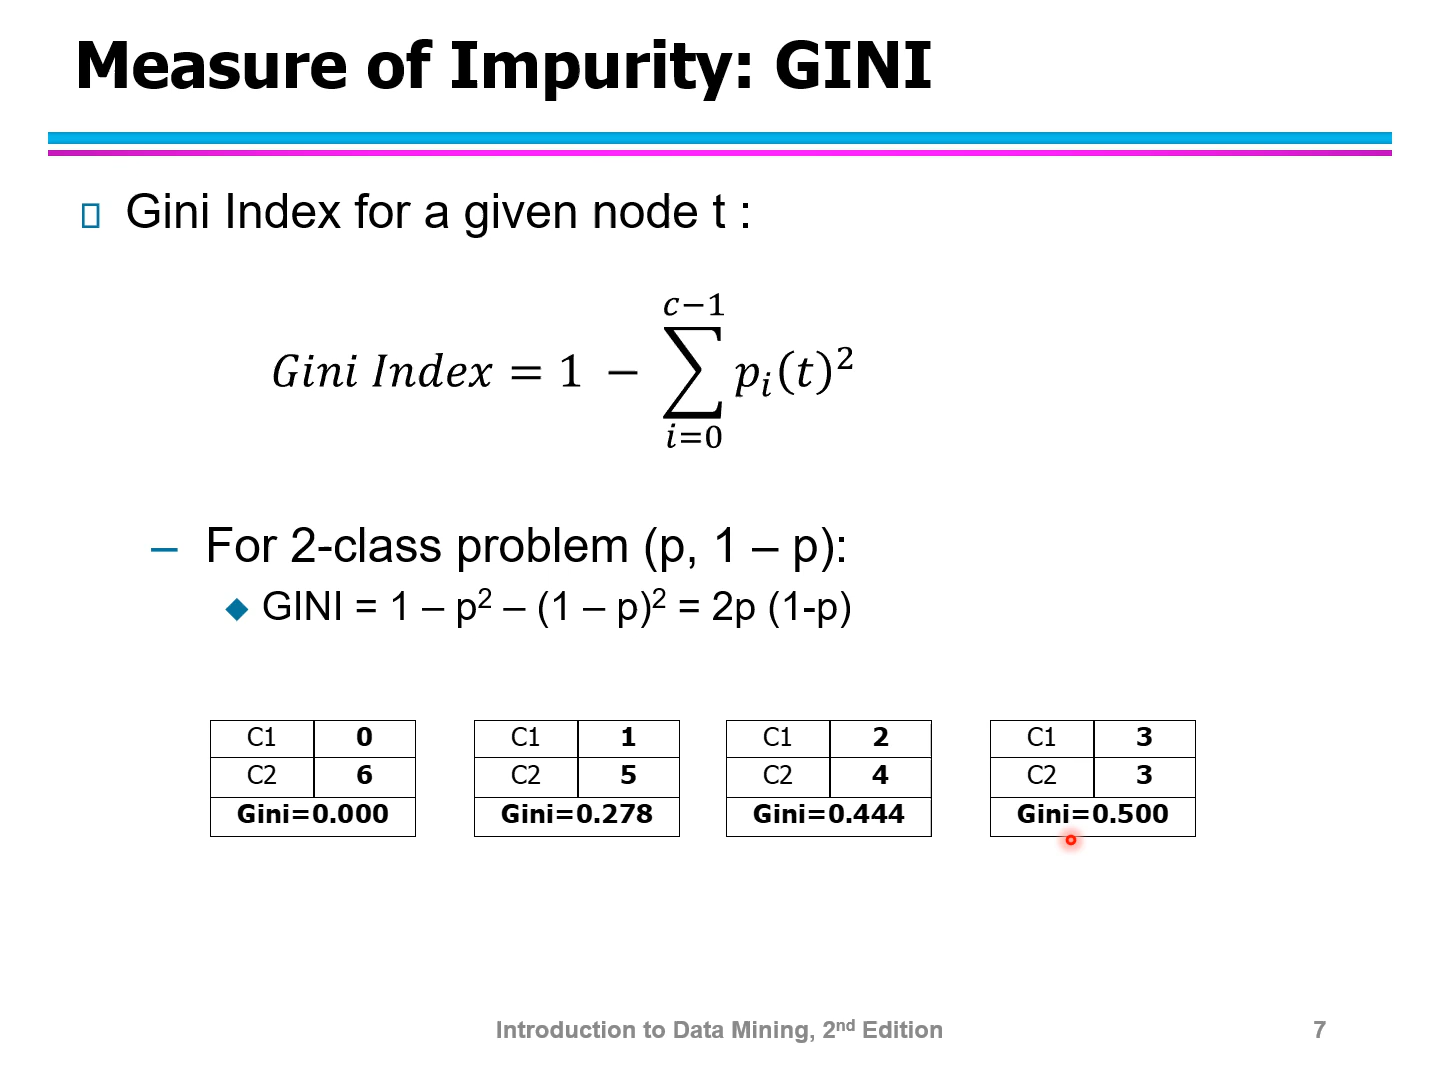 Measure of Impurity: GINI
Gini Index for a given node t :
Gini Index = 1 − ∑_{i=0}^{c−1} p_i(t)²
– For 2-class problem (p, 1 – p):
GINI = 1 – p² – (1 – p)² = 2p (1-p)
C1 0
C2 6
Gini=0.000
C1 1
C2 5
Gini=0.278
C1 2
C2 4
Gini=0.444
C1 3
C2 3
Gini=0.500
Introduction to Data Mining, 2nd Edition
7